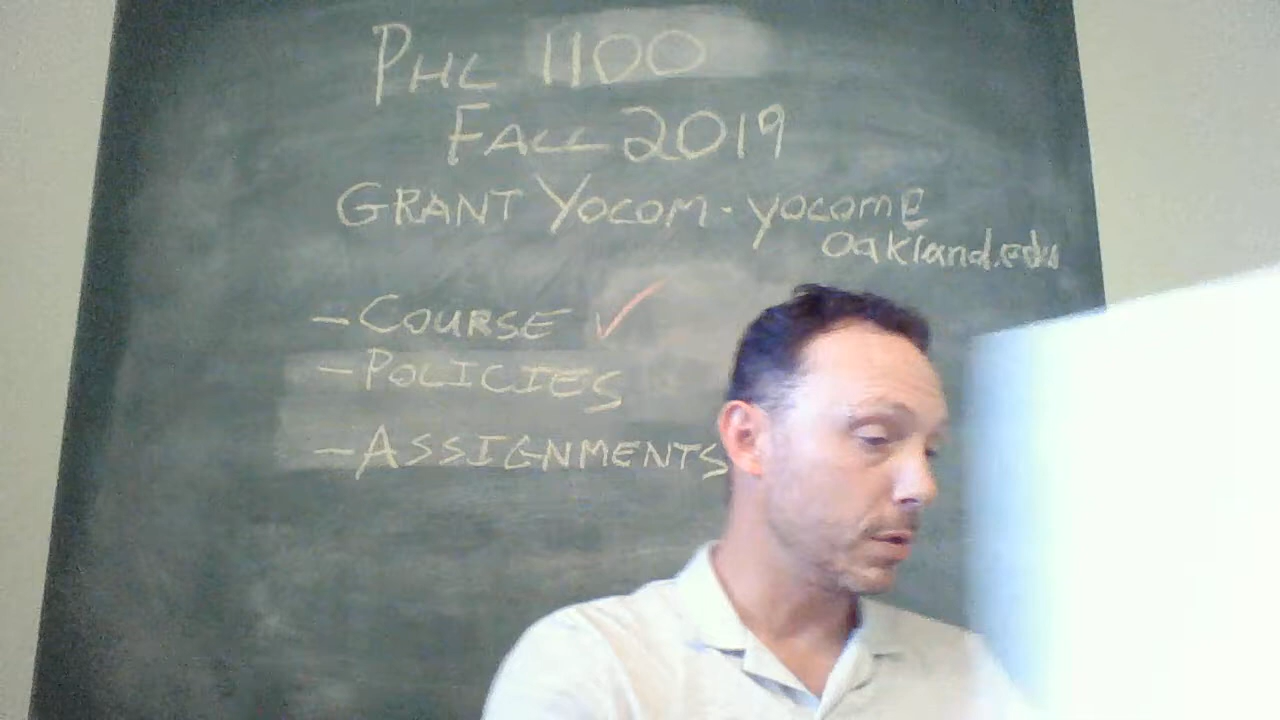 PHL 1100
FALL 2019
GRANT YOCOM - yocom@
oakland.edu
- COURSE ✓
- POLICIES
- ASSIGNMENTS